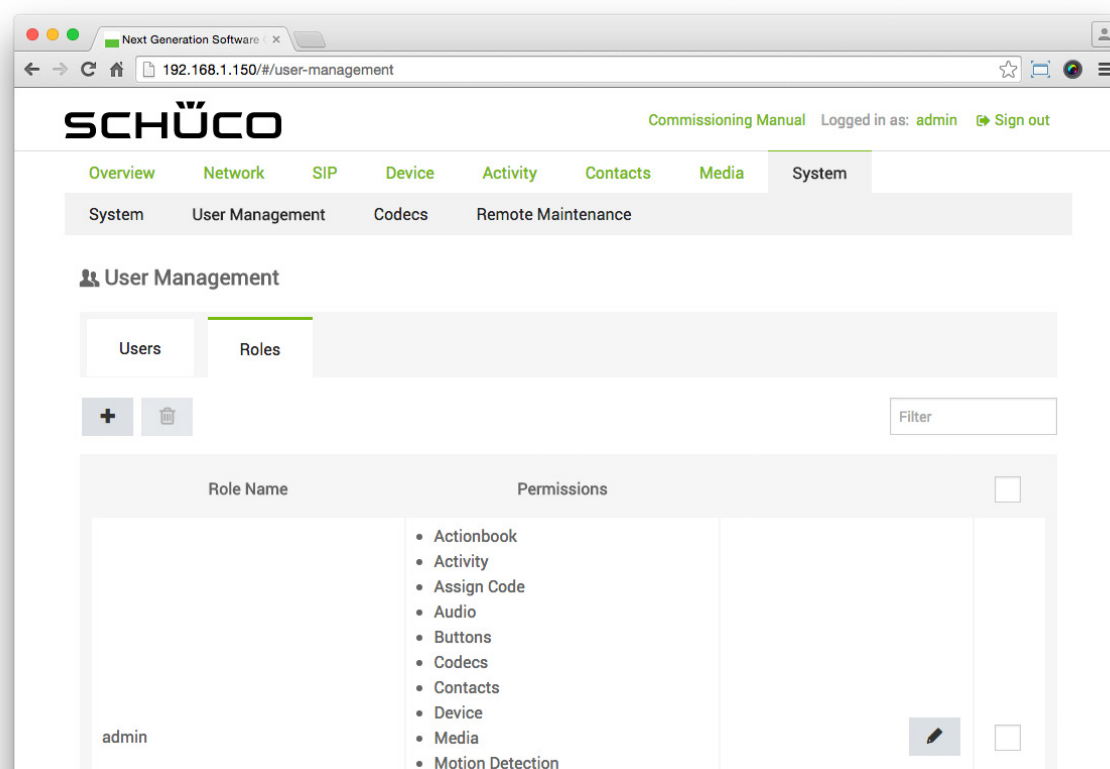 Next Generation Software
192.168.1.150/#/user-management
SCHÜCO
Commissioning Manual Logged in as: admin Sign out
Overview Network SIP Device Activity Contacts Media System
System User Management Codecs Remote Maintenance
User Management
Users Roles
Filter
Role Name Permissions
• Actionbook
• Activity
• Assign Code
• Audio
• Buttons
• Codecs
• Contacts
• Device
admin
• Media
• Motion Detection